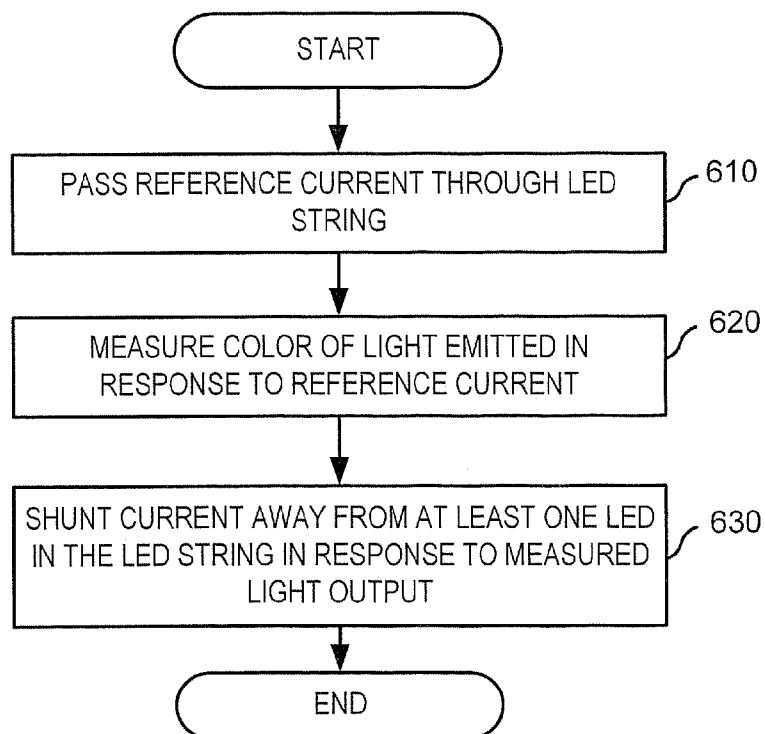 START
PASS REFERENCE CURRENT THROUGH LED
STRING
610
MEASURE COLOR OF LIGHT EMITTED IN
RESPONSE TO REFERENCE CURRENT
620
SHUNT CURRENT AWAY FROM AT LEAST ONE LED
IN THE LED STRING IN RESPONSE TO MEASURED
LIGHT OUTPUT
630
END